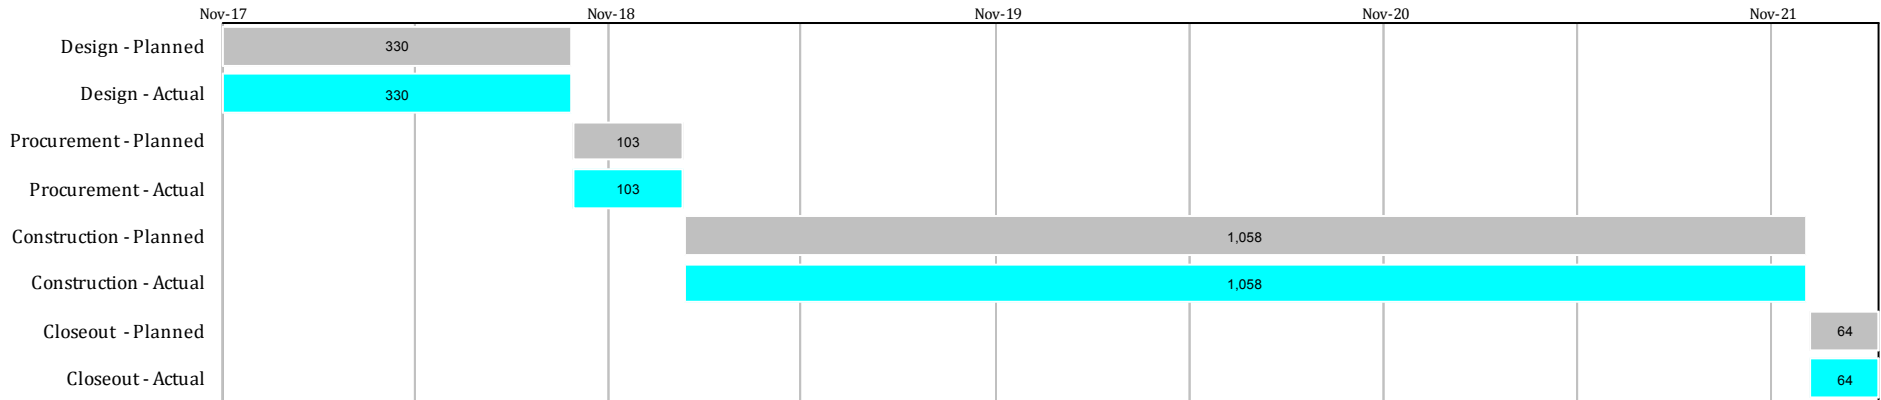 Nov-17 Nov-18 Nov-19 Nov-20 Nov-21
Design - Planned 330
Design - Actual 330
Procurement - Planned 103
Procurement - Actual 103
Construction - Planned 1,058
Construction - Actual 1,058
Closeout - Planned 64
Closeout - Actual 64